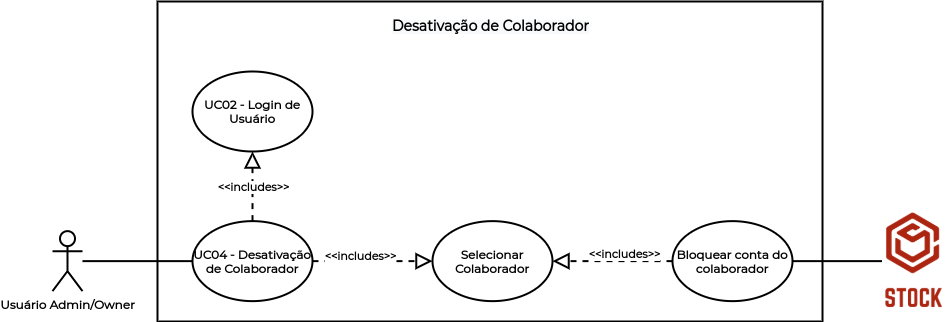 Desativação de Colaborador
UC02 - Login de
Usuário
<<includes>>
UC04 - Desativação
de Colaborador
<<includes>>
Selecionar
Colaborador
<<includes>>
Bloquear conta do
colaborador
Usuário Admin/Owner
STOCK